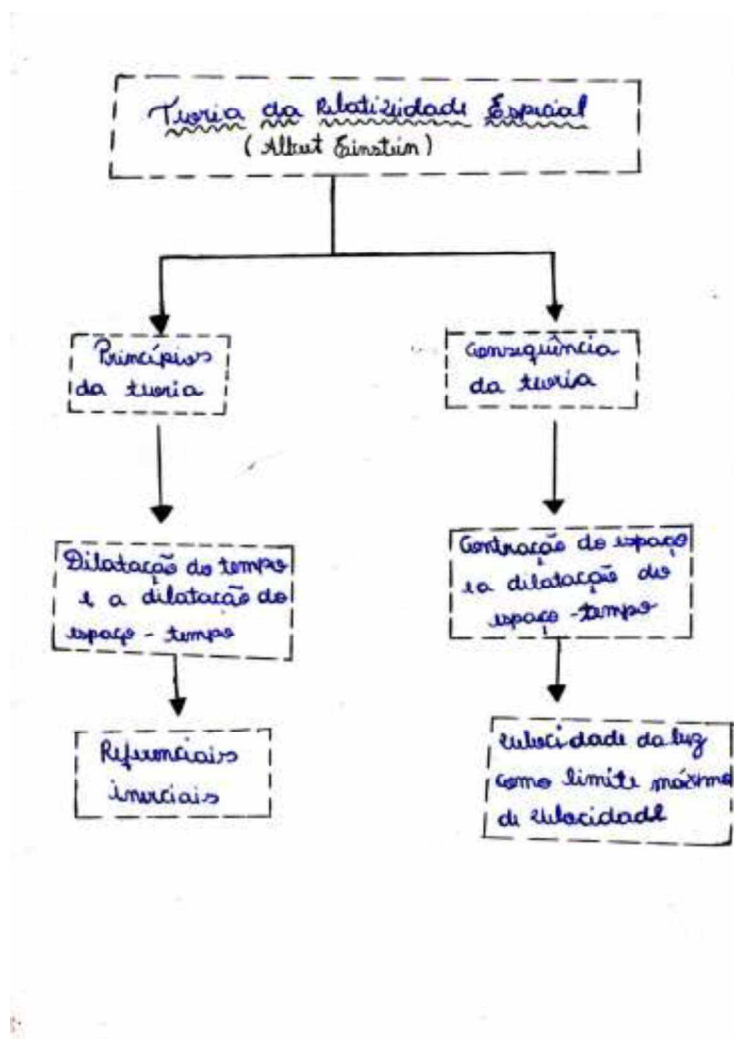 Teoria da Relatividade Especial
(Albert Einstein)
Princípios
da teoria
Consequência
da teoria
Dilatação do tempo
e a dilatação do
espaço - tempo
Contração do espaço
e a dilatação do
espaço - tempo
Referenciais
inerciais
velocidade da luz
como limite máximo
de velocidade